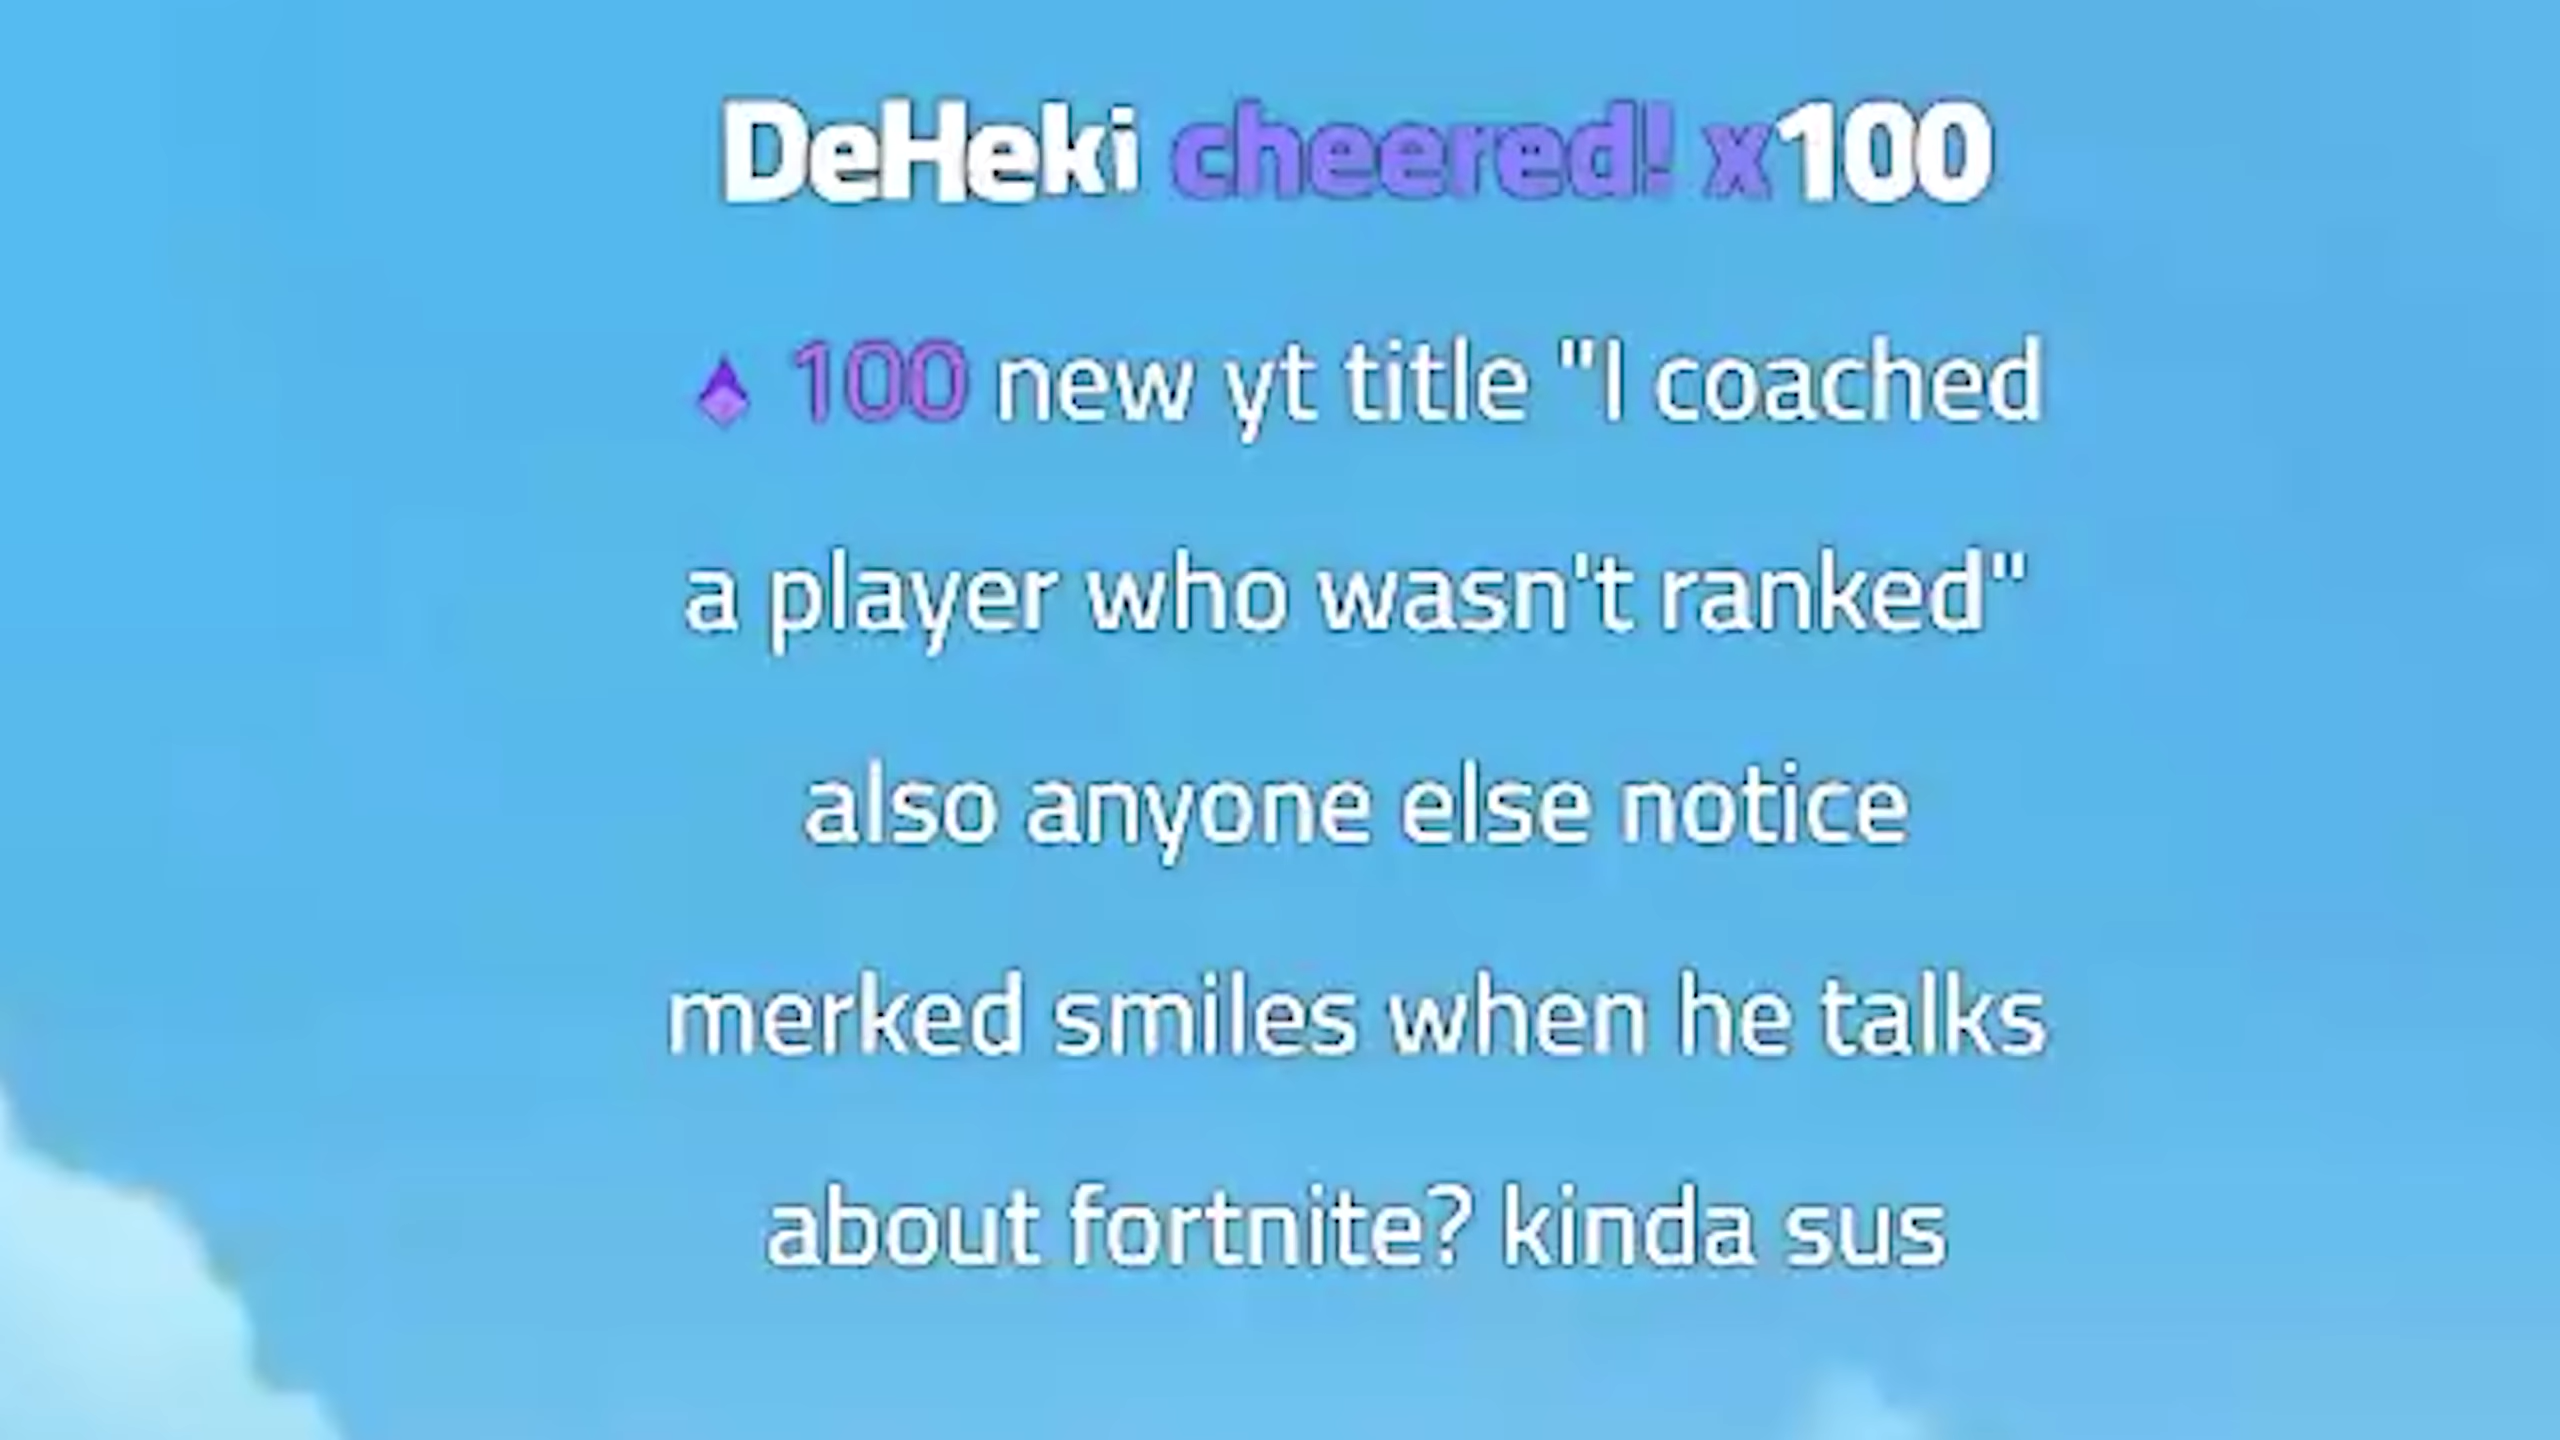 DeHeki cheered! x100
100 new yt title "I coached
a player who wasn't ranked"
also anyone else notice
merked smiles when he talks
about fortnite? kinda sus